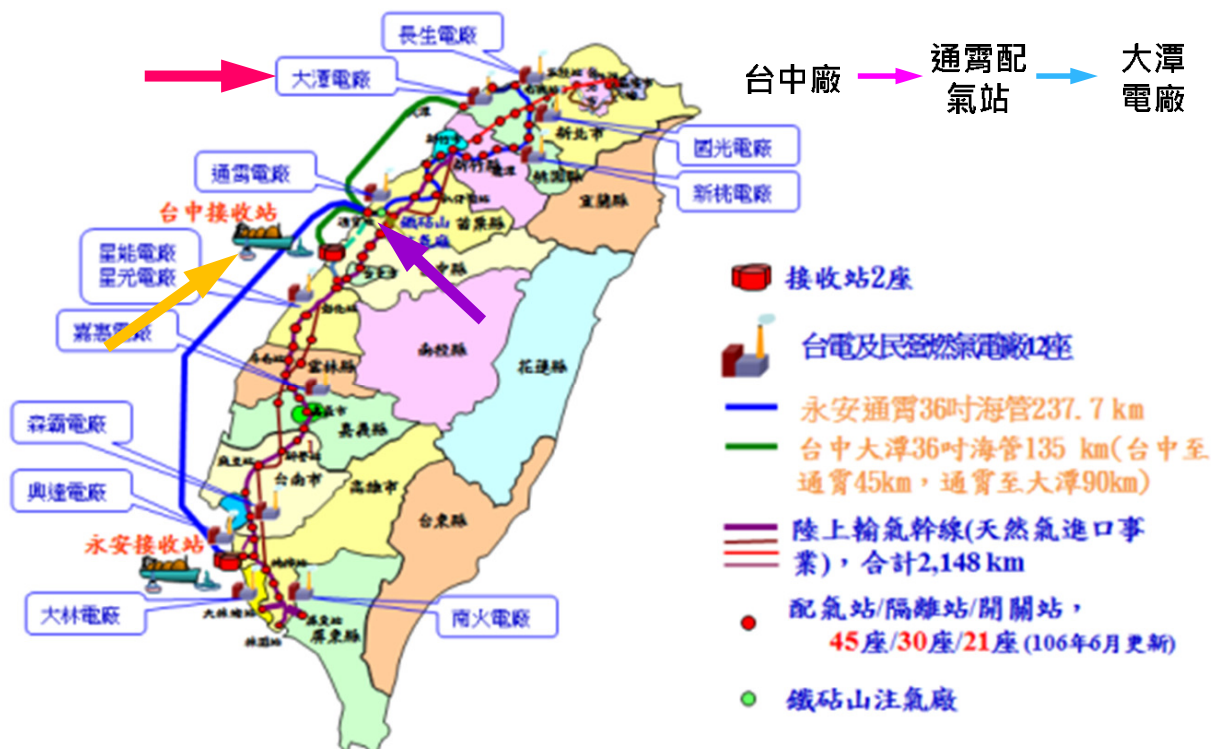 長生電廠
大潭電廠
台中廠
通霄配
氣站
大潭
電廠
新北市
國光電廠
新竹縣
桃園縣
新桃電廠
通霄電廠
宜蘭縣
台中接收站
鐵砧山
苗栗縣
星能電廠
星光電廠
接收站2座
嘉惠電廠
南投縣
花蓮縣
台電及民營燃氣電廠12座
雲林縣
永安通霄36吋海管237.7 km
森霸電廠
嘉義縣
台中大潭36吋海管135 km(台中至
通霄45km，通霄至大潭90km)
台南市
高雄市
興達電廠
台東縣
陸上輸氣幹線(天然氣進口事
業)，合計2,148 km
永安接收站
大林電廠
南火電廠
屏東縣
配氣站/隔離站/開關站，
45座/30座/21座 (106年6月更新)
鐵砧山注氣廠